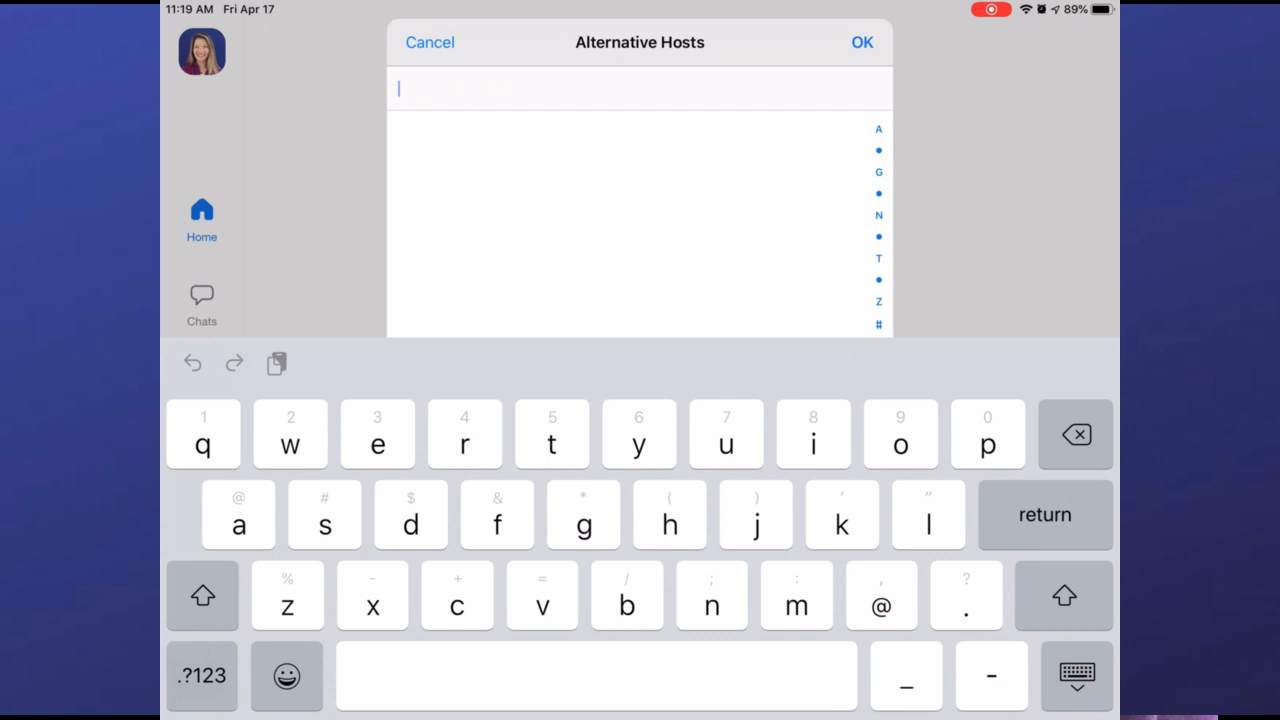 11:19 AM Fri Apr 17 89%
Cancel Alternative Hosts OK
A
G
N
T
Z
#
Home
Chats
1 2 3 4 5 6 7 8 9 0
q w e r t y u i o p
@ # $ & * ( ) ' "
a s d f g h j k l return
% - + = / ; : , ?
z x c v b n m @ .
.?123 _ -